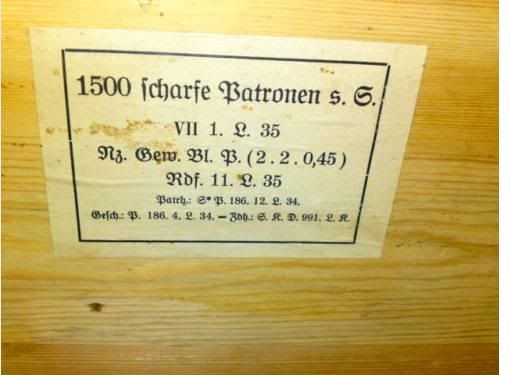 1500 scharfe Patronen s. S.
VII 1. L. 35
Nz. Gew. Bl. P. (2 . 2 . 0,45)
Rdf. 11. L. 35
Patrh.: S* P. 186. 12. L. 34.
Gesch.: P. 186. 4. L. 34. — Zdh.: S. K. D. 991. L. K.